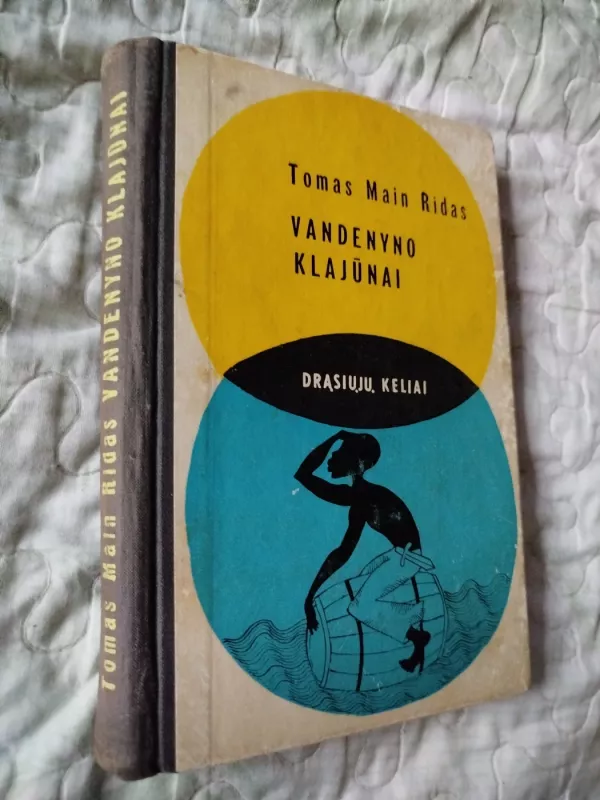 Tomas Main Ridas VANDENYNO KLAJŪNAI
Tomas Main Ridas
VANDENYNO
KLAJŪNAI
DRĄSIŲJŲ KELIAI